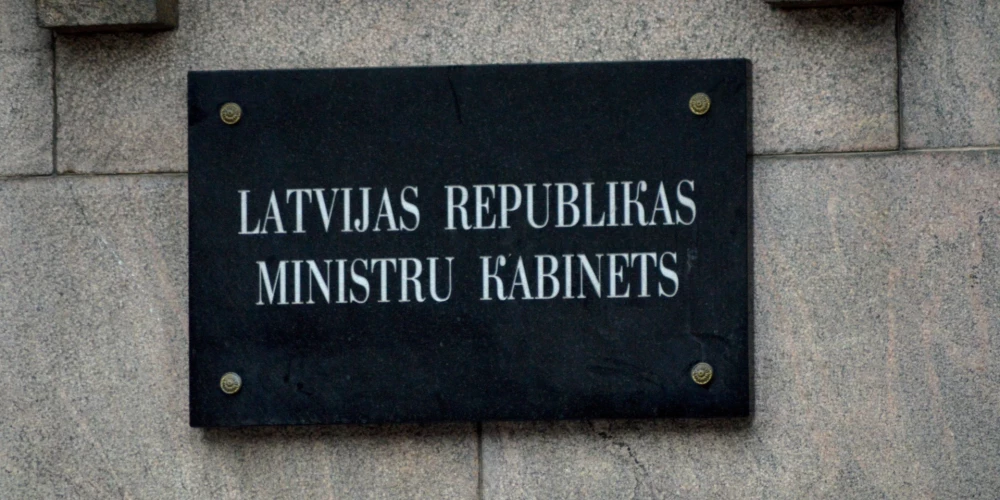 LATVIJAS REPUBLIKAS
MINISTRU KABINETS